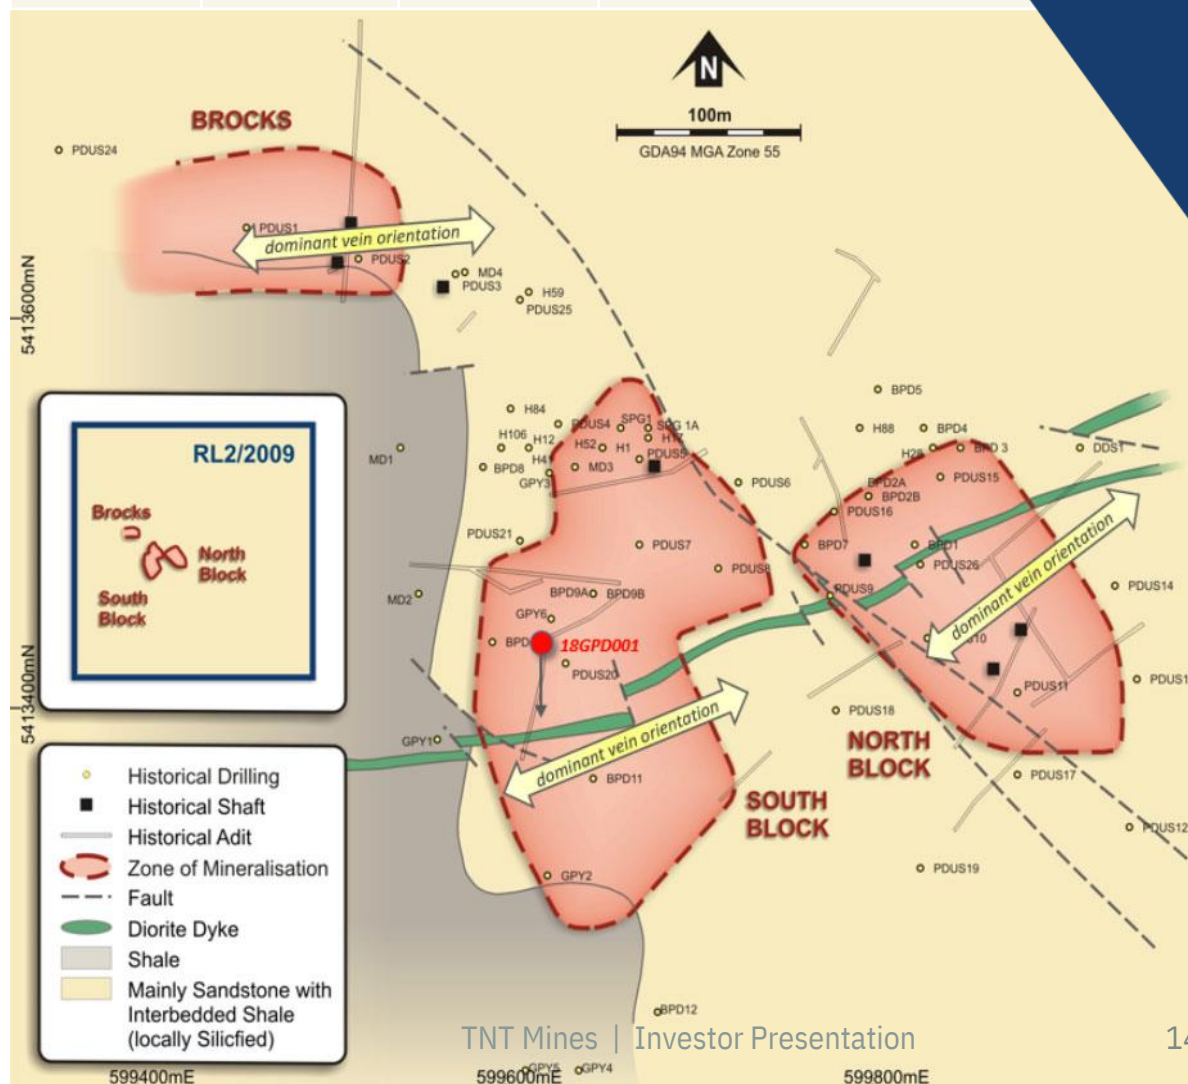 N
100m
GDA94 MGA Zone 55
BROCKS
PDUS24
PDUS1
dominant vein orientation
PDUS2
MD4
PDUS3
H59
PDUS25
5413600mN
BPD5
H84
PDUS4
SPG1
SPG 1A
H88
BPD4
H106
H12
H52
H1
H17
H28
BPD 3
DDS1
MD1
H41
PDUS5
BPD8
MD3
GPY3
PDUS6
BPD2A
PDUS15
BPD2B
PDUS16
RL2/2009
Brocks
North
Block
South
Block
PDUS21
PDUS7
BPD7
BPD1
PDUS26
PDUS8
dominant vein orientation
PDUS14
MD2
BPD9A
BPD9B
PDUS9
GPY6
18GPD001
PDUS20
PDUS11
5413400mN
dominant vein orientation
PDUS18
GPY1
NORTH
BLOCK
BPD11
PDUS17
SOUTH
BLOCK
PDUS12
GPY2
PDUS19
Historical Drilling
Historical Shaft
Historical Adit
Zone of Mineralisation
Fault
Diorite Dyke
Shale
Mainly Sandstone with
Interbedded Shale
(locally Silicfied)
BPD12
TNT Mines | Investor Presentation
GPY5
GPY4
599400mE
599600mE
599800mE